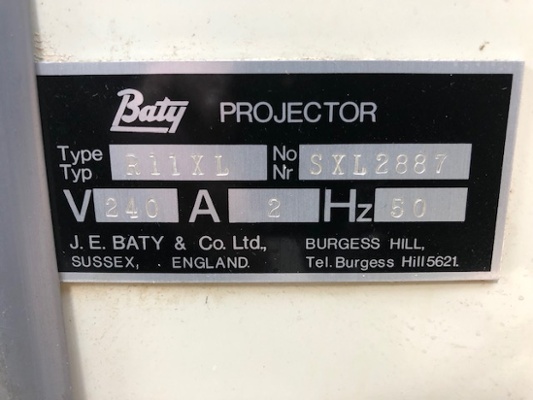 Baty PROJECTOR
Type R11XL No SXL2887
Typ Nr
V 240 A 2 Hz 50
J. E. BATY & Co. Ltd., BURGESS HILL,
SUSSEX, ENGLAND. Tel. Burgess Hill 5621.